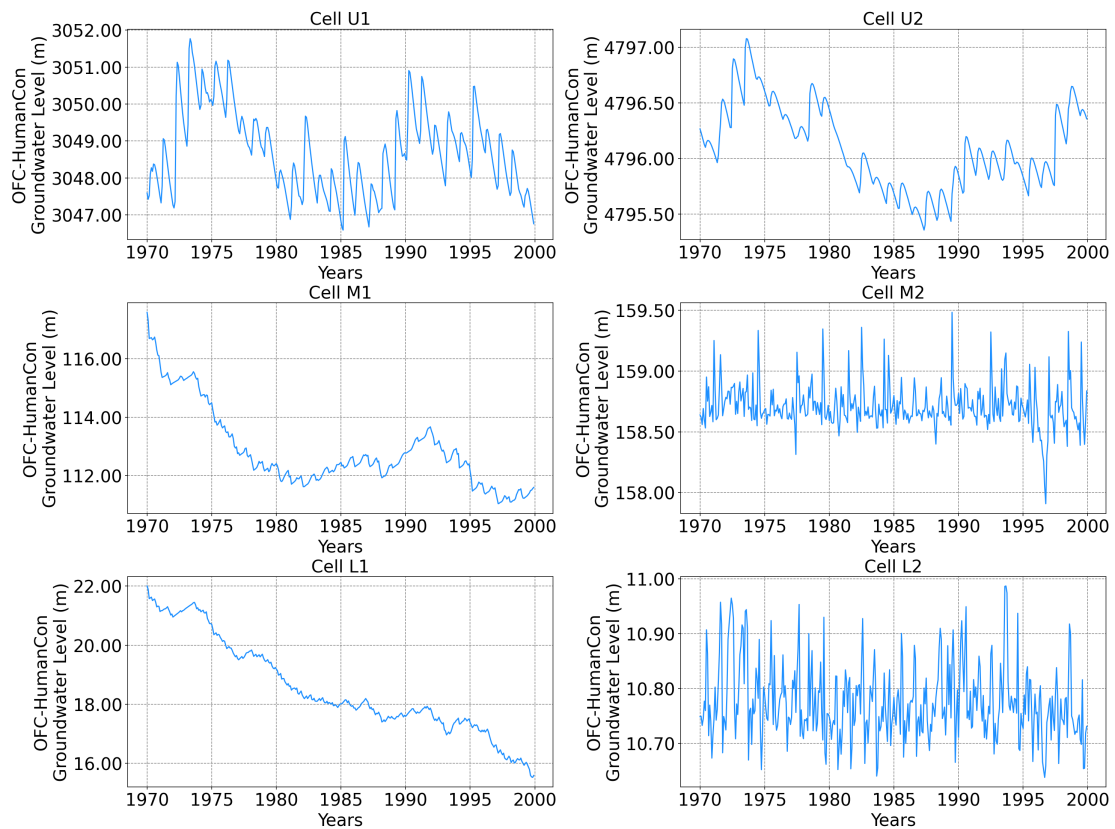 Cell U1
OFC-HumanCon
Groundwater Level (m)
3052.00
3051.00
3050.00
3049.00
3048.00
3047.00
1970 1975 1980 1985 1990 1995 2000
Years
Cell U2
OFC-HumanCon
Groundwater Level (m)
4797.00
4796.50
4796.00
4795.50
1970 1975 1980 1985 1990 1995 2000
Years
Cell M1
OFC-HumanCon
Groundwater Level (m)
116.00
114.00
112.00
1970 1975 1980 1985 1990 1995 2000
Years
Cell M2
OFC-HumanCon
Groundwater Level (m)
159.50
159.00
158.50
158.00
1970 1975 1980 1985 1990 1995 2000
Years
Cell L1
OFC-HumanCon
Groundwater Level (m)
22.00
20.00
18.00
16.00
1970 1975 1980 1985 1990 1995 2000
Years
Cell L2
OFC-HumanCon
Groundwater Level (m)
11.00
10.90
10.80
10.70
1970 1975 1980 1985 1990 1995 2000
Years